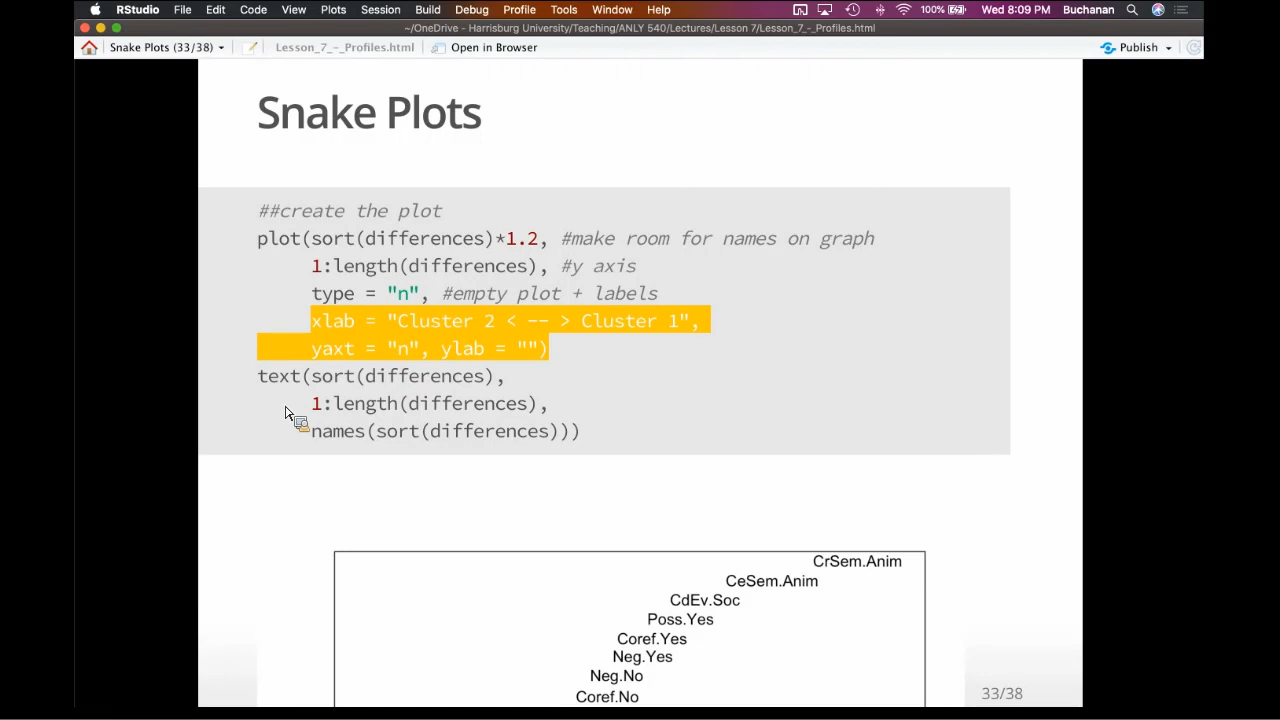 RStudio File Edit Code View Plots Session Build Debug Profile Tools Window Help 100% Wed 8:09 PM Buchanan
~/OneDrive - Harrisburg University/Teaching/ANLY 540/Lectures/Lesson 7/Lesson_7_-_Profiles.html
Snake Plots (33/38) Lesson_7_-_Profiles.html Open in Browser Publish
Snake Plots
##create the plot
plot(sort(differences)*1.2, #make room for names on graph
1:length(differences), #y axis
type = "n", #empty plot + labels
xlab = "Cluster 2 < -- > Cluster 1",
yaxt = "n", ylab = "")
text(sort(differences),
1:length(differences),
names(sort(differences)))
CrSem.Anim
CeSem.Anim
CdEv.Soc
Poss.Yes
Coref.Yes
Neg.Yes
Neg.No
Coref.No
33/38